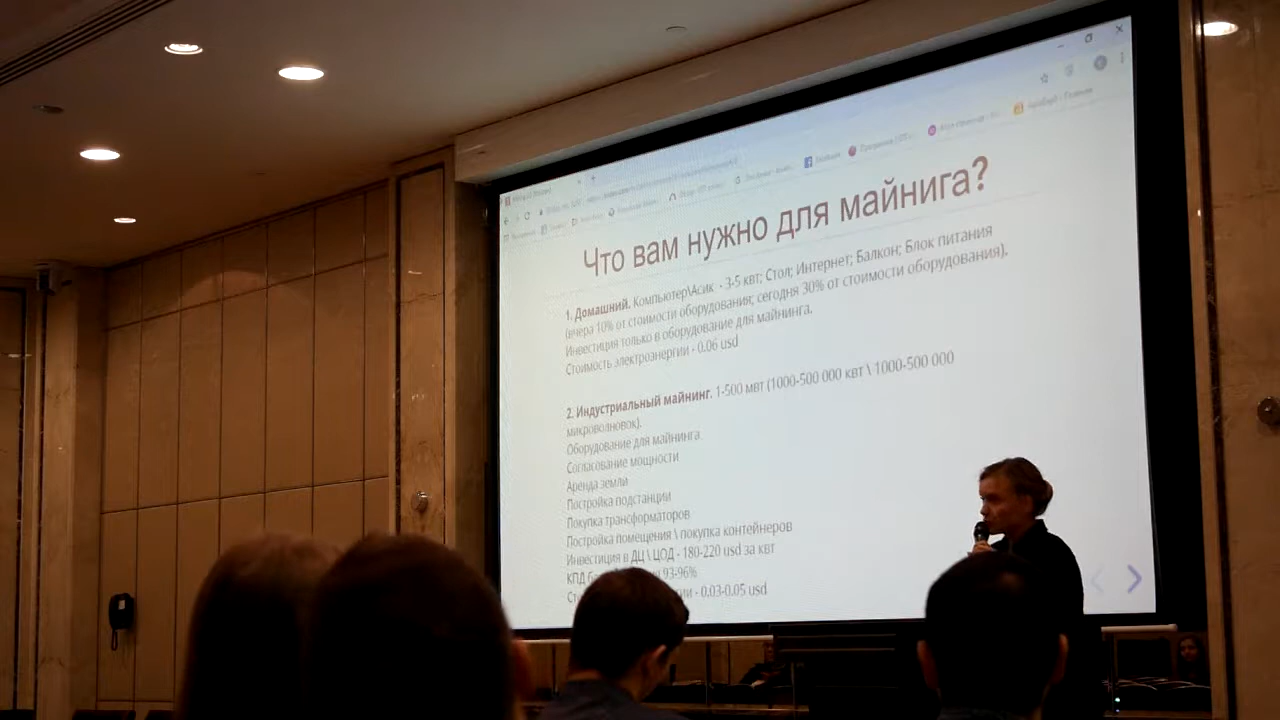 Что вам нужно для майнига?
1. Домашний. Компьютер\Асик - 3-5 квт; Стол; Интернет; Балкон; Блок питания
(вчера 10% от стоимости оборудования; сегодня 30% от стоимости оборудования).
Инвестиция только в оборудование для майнинга.
Стоимость электроэнергии - 0.06 usd
2. Индустриальный майнинг. 1-500 мвт (1000-500 000 квт \ 1000-500 000
микроволновок).
Оборудование для майнинга
Согласование мощности
Аренда земли
Постройка подстанции
Покупка трансформаторов
Постройка помещения \ покупка контейнеров
Инвестиция в ДЦ \ ЦОД - 180-220 usd за квт
КПД 93-96%
- 0.03-0.05 usd